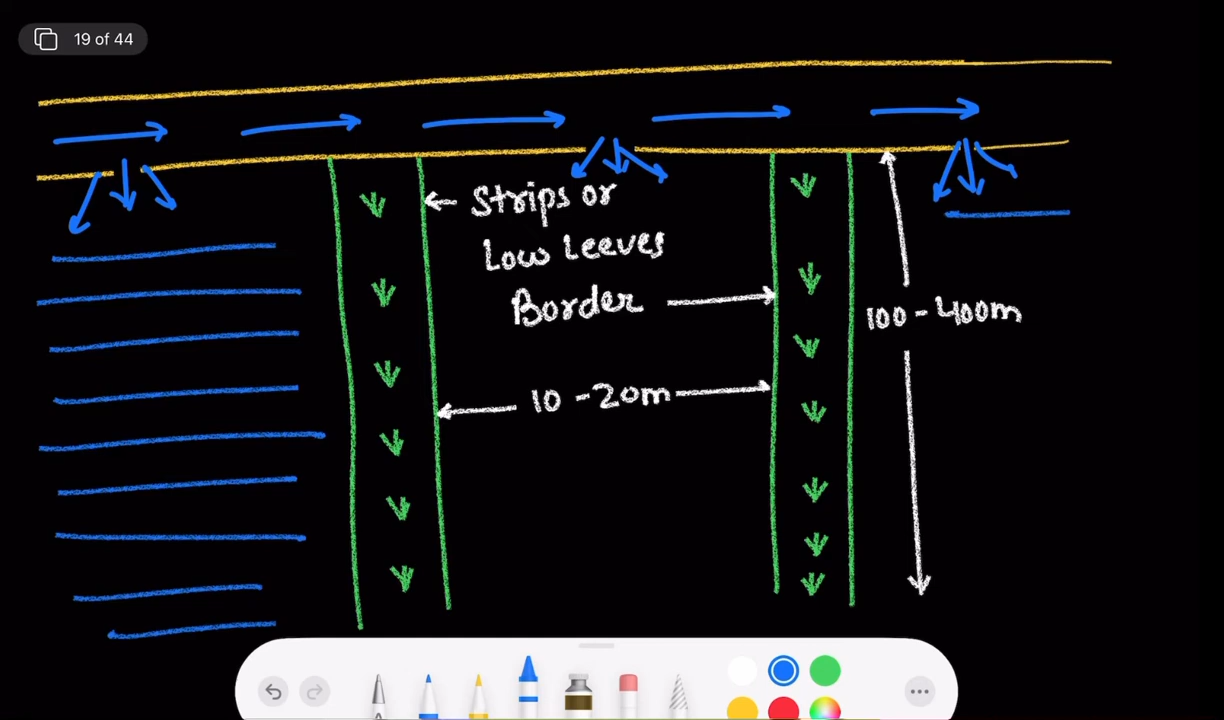 19 of 44
Strips or
Low Leeves
Border
100 - 400m
10 - 20m